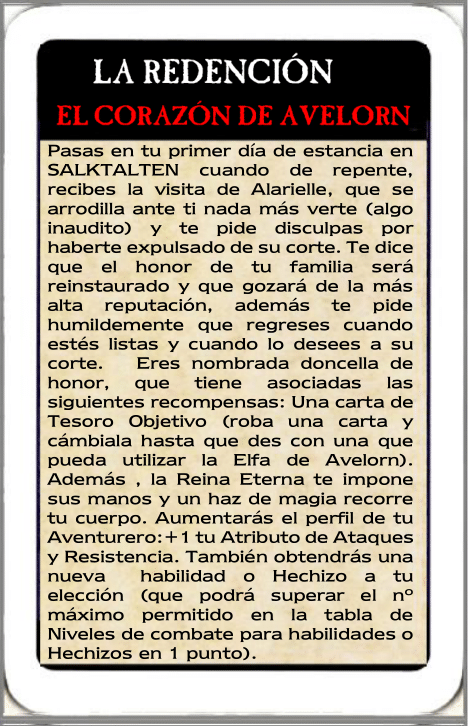 LA REDENCIÓN
EL CORAZÓN DE AVELORN
Pasas en tu primer día de estancia en
SALKTALTEN cuando de repente,
recibes la visita de Alarielle, que se
arrodilla ante ti nada más verte (algo
inaudito) y te pide disculpas por
haberte expulsado de su corte. Te dice
que el honor de tu familia será
reinstaurado y que gozará de la más
alta reputación, además te pide
humildemente que regreses cuando
estés listas y cuando lo desees a su
corte. Eres nombrada doncella de
honor, que tiene asociadas las
siguientes recompensas: Una carta de
Tesoro Objetivo (roba una carta y
cámbiala hasta que des con una que
pueda utilizar la Elfa de Avelorn).
Además , la Reina Eterna te impone
sus manos y un haz de magia recorre
tu cuerpo. Aumentarás el perfil de tu
Aventurero:+1 tu Atributo de Ataques
y Resistencia. También obtendrás una
nueva habilidad o Hechizo a tu
elección (que podrá superar el nº
máximo permitido en la tabla de
Niveles de combate para habilidades o
Hechizos en 1 punto).